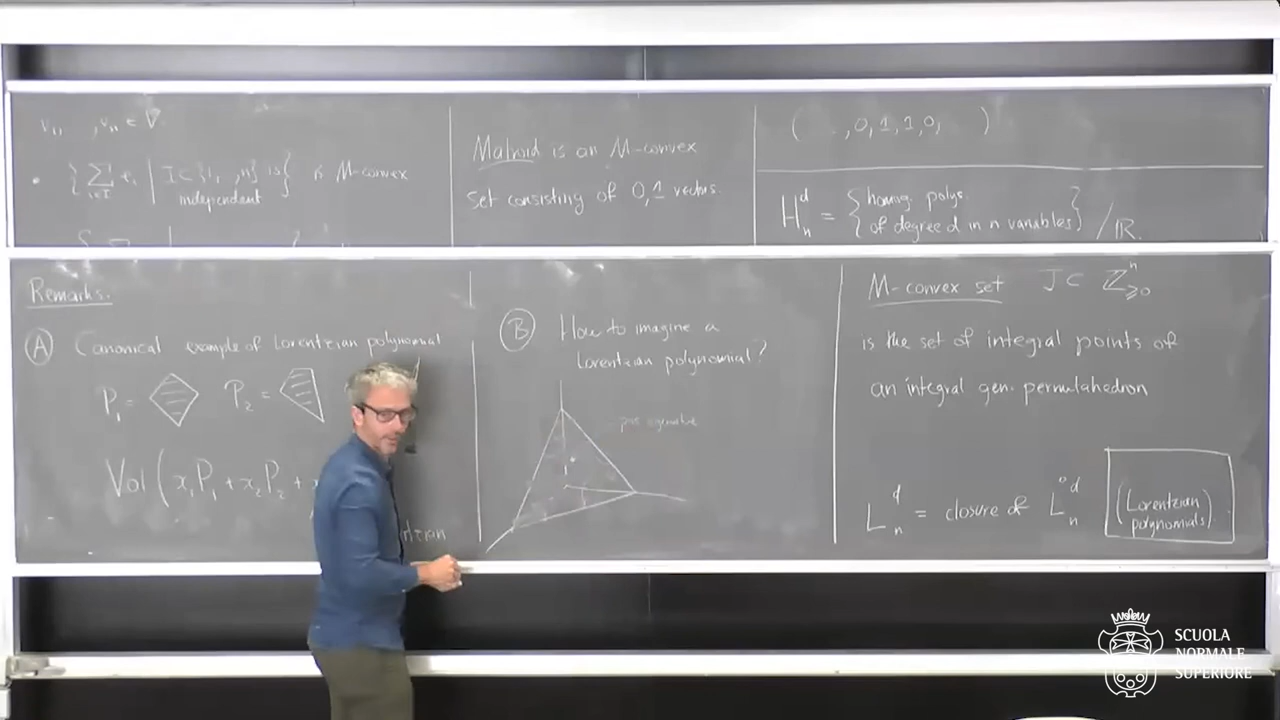 v₁, , vₙ ∈ V.
• { ∑ eᵢ | I ⊂ {1, , n} is } is M-convex
i∈I
independent
Matroid is an M-convex
set consisting of 0,1 vectors.
( ,0,1,1,0, )
Hₙᵈ = { homog. polys. of degree d in n variables } / ℝ.
Remarks.
(A) Canonical example of Lorentzian polynomial
P₁ = P₂ =
Vol ( x₁P₁ + x₂P₂ +
(B) How to imagine a
Lorentzian polynomial?
M-convex set J ⊂ ℤⁿ≥0
is the set of integral points of
an integral gen. permutahedron
Lₙᵈ = closure of L°ₙᵈ
(Lorentzian
polynomials)
SCUOLA
NORMALE
SUPERIORE